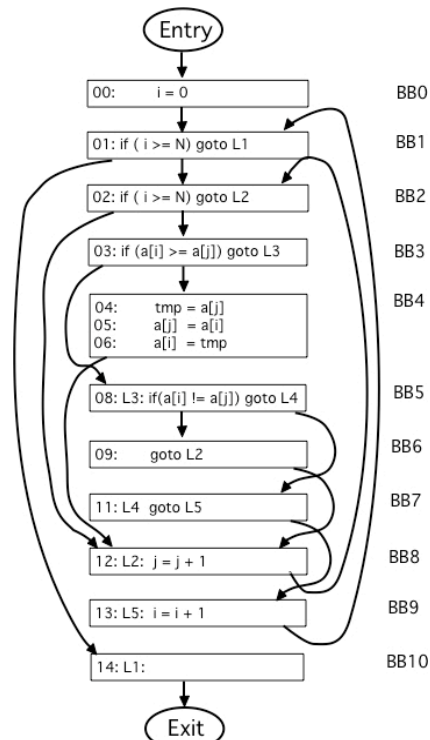 Entry
00: i = 0 BB0
01: if ( i >= N) goto L1 BB1
02: if ( i >= N) goto L2 BB2
03: if (a[i] >= a[j]) goto L3 BB3
04: tmp = a[j] BB4
05: a[j] = a[i]
06: a[i] = tmp
08: L3: if(a[i] != a[j]) goto L4 BB5
09: goto L2 BB6
11: L4 goto L5 BB7
12: L2: j = j + 1 BB8
13: L5: i = i + 1 BB9
14: L1: BB10
Exit